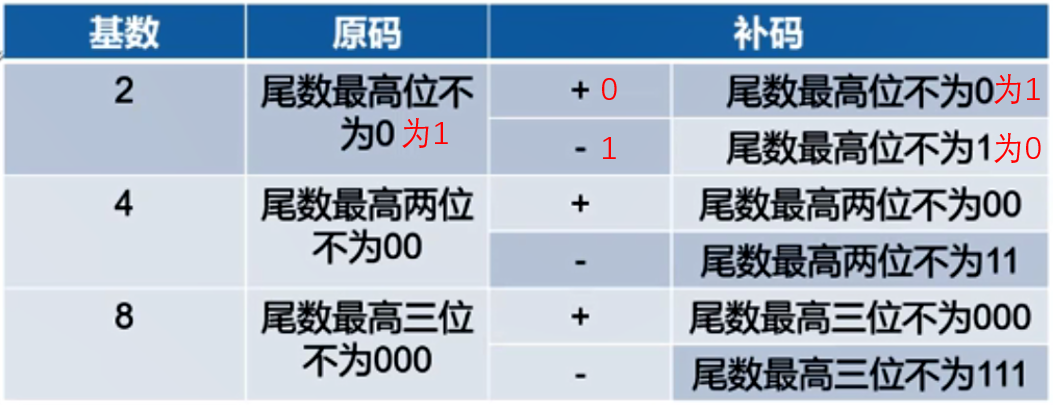 基数 原码 补码
2 尾数最高位不 + 0 尾数最高位不为0为1
为0 为1 - 1 尾数最高位不为1为0
4 尾数最高两位 + 尾数最高两位不为00
不为00 - 尾数最高两位不为11
8 尾数最高三位 + 尾数最高三位不为000
不为000 - 尾数最高三位不为111